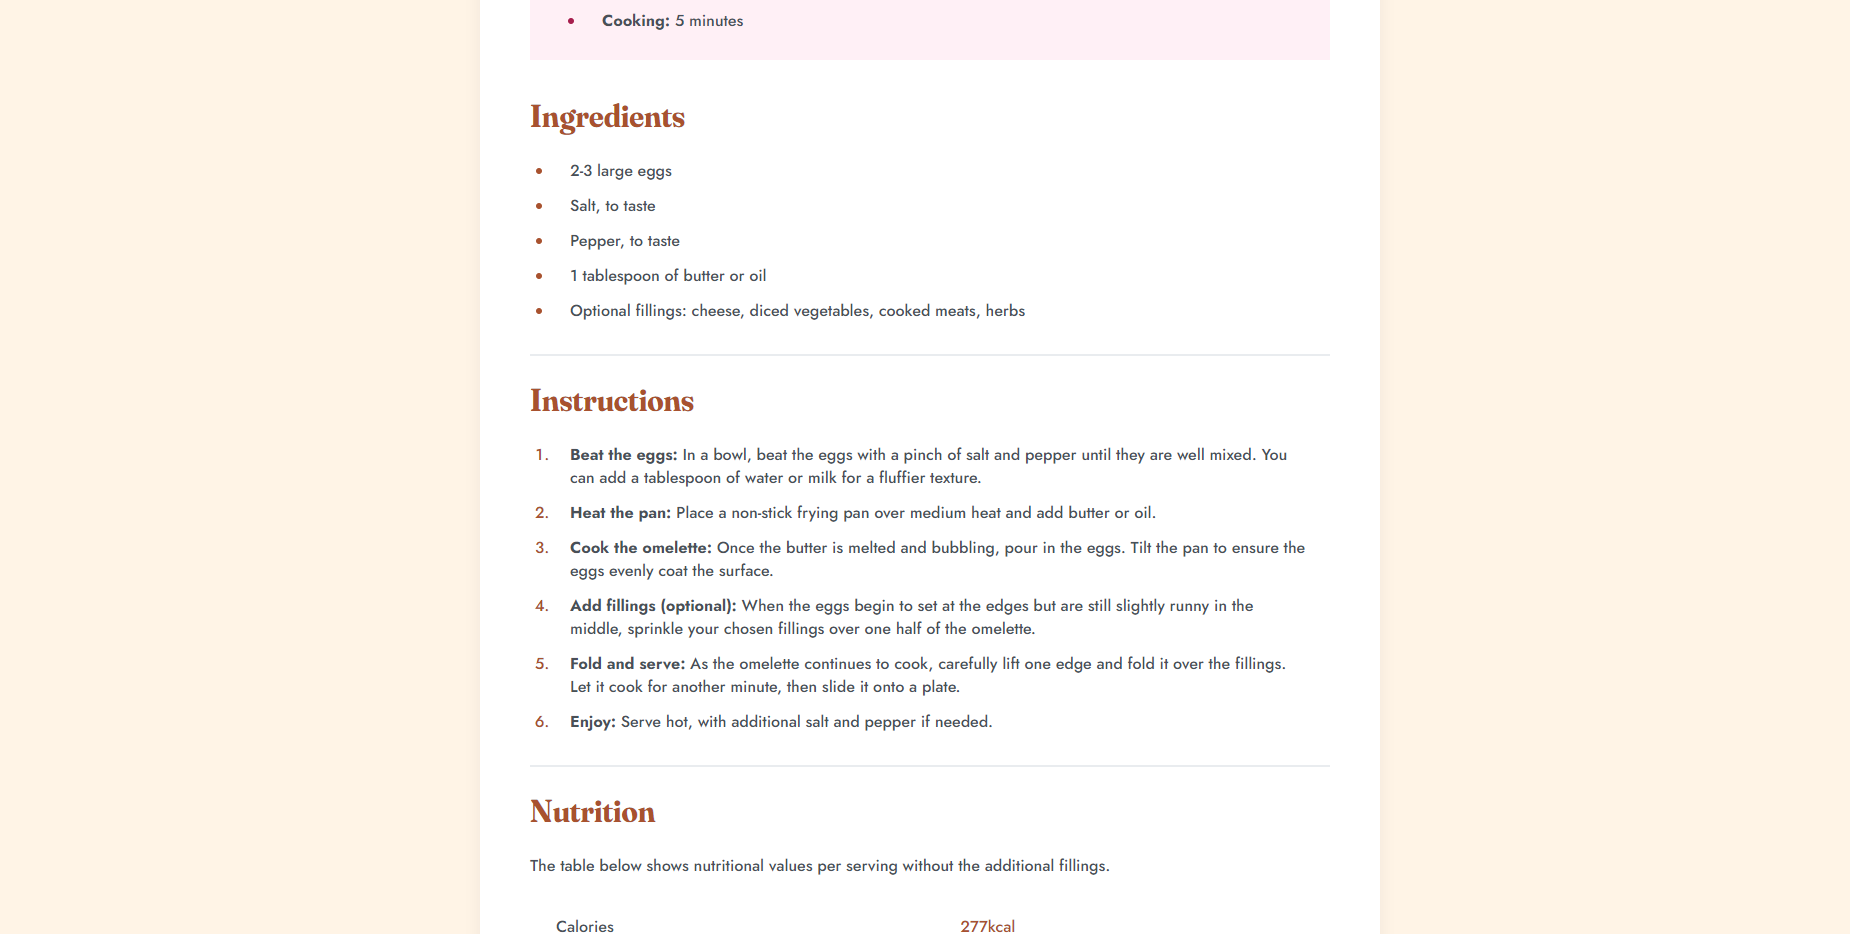 Cooking: 5 minutes
Ingredients
2-3 large eggs
Salt, to taste
Pepper, to taste
1 tablespoon of butter or oil
Optional fillings: cheese, diced vegetables, cooked meats, herbs
Instructions
1. Beat the eggs: In a bowl, beat the eggs with a pinch of salt and pepper until they are well mixed. You
can add a tablespoon of water or milk for a fluffier texture.
2. Heat the pan: Place a non-stick frying pan over medium heat and add butter or oil.
3. Cook the omelette: Once the butter is melted and bubbling, pour in the eggs. Tilt the pan to ensure the
eggs evenly coat the surface.
4. Add fillings (optional): When the eggs begin to set at the edges but are still slightly runny in the
middle, sprinkle your chosen fillings over one half of the omelette.
5. Fold and serve: As the omelette continues to cook, carefully lift one edge and fold it over the fillings.
Let it cook for another minute, then slide it onto a plate.
6. Enjoy: Serve hot, with additional salt and pepper if needed.
Nutrition
The table below shows nutritional values per serving without the additional fillings.
Calories 277kcal